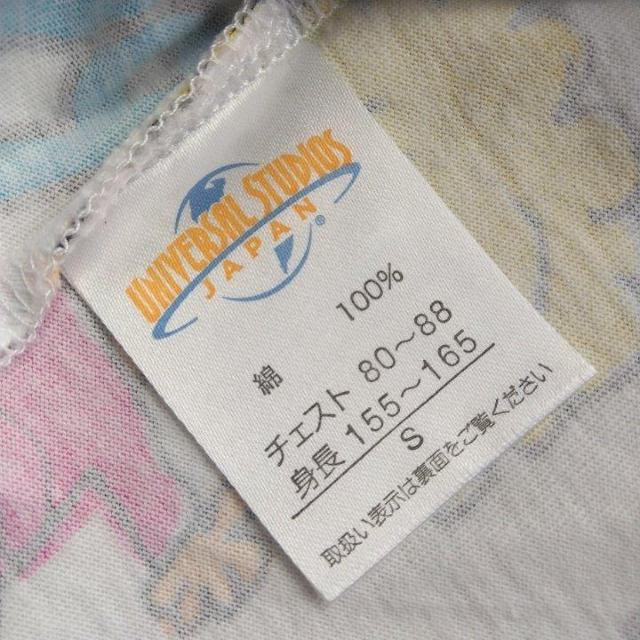 UNIVERSAL STUDIOS
JAPAN®
綿 100%
チェスト 80～88
身長 155～165
S
取扱い表示は裏面をご覧ください